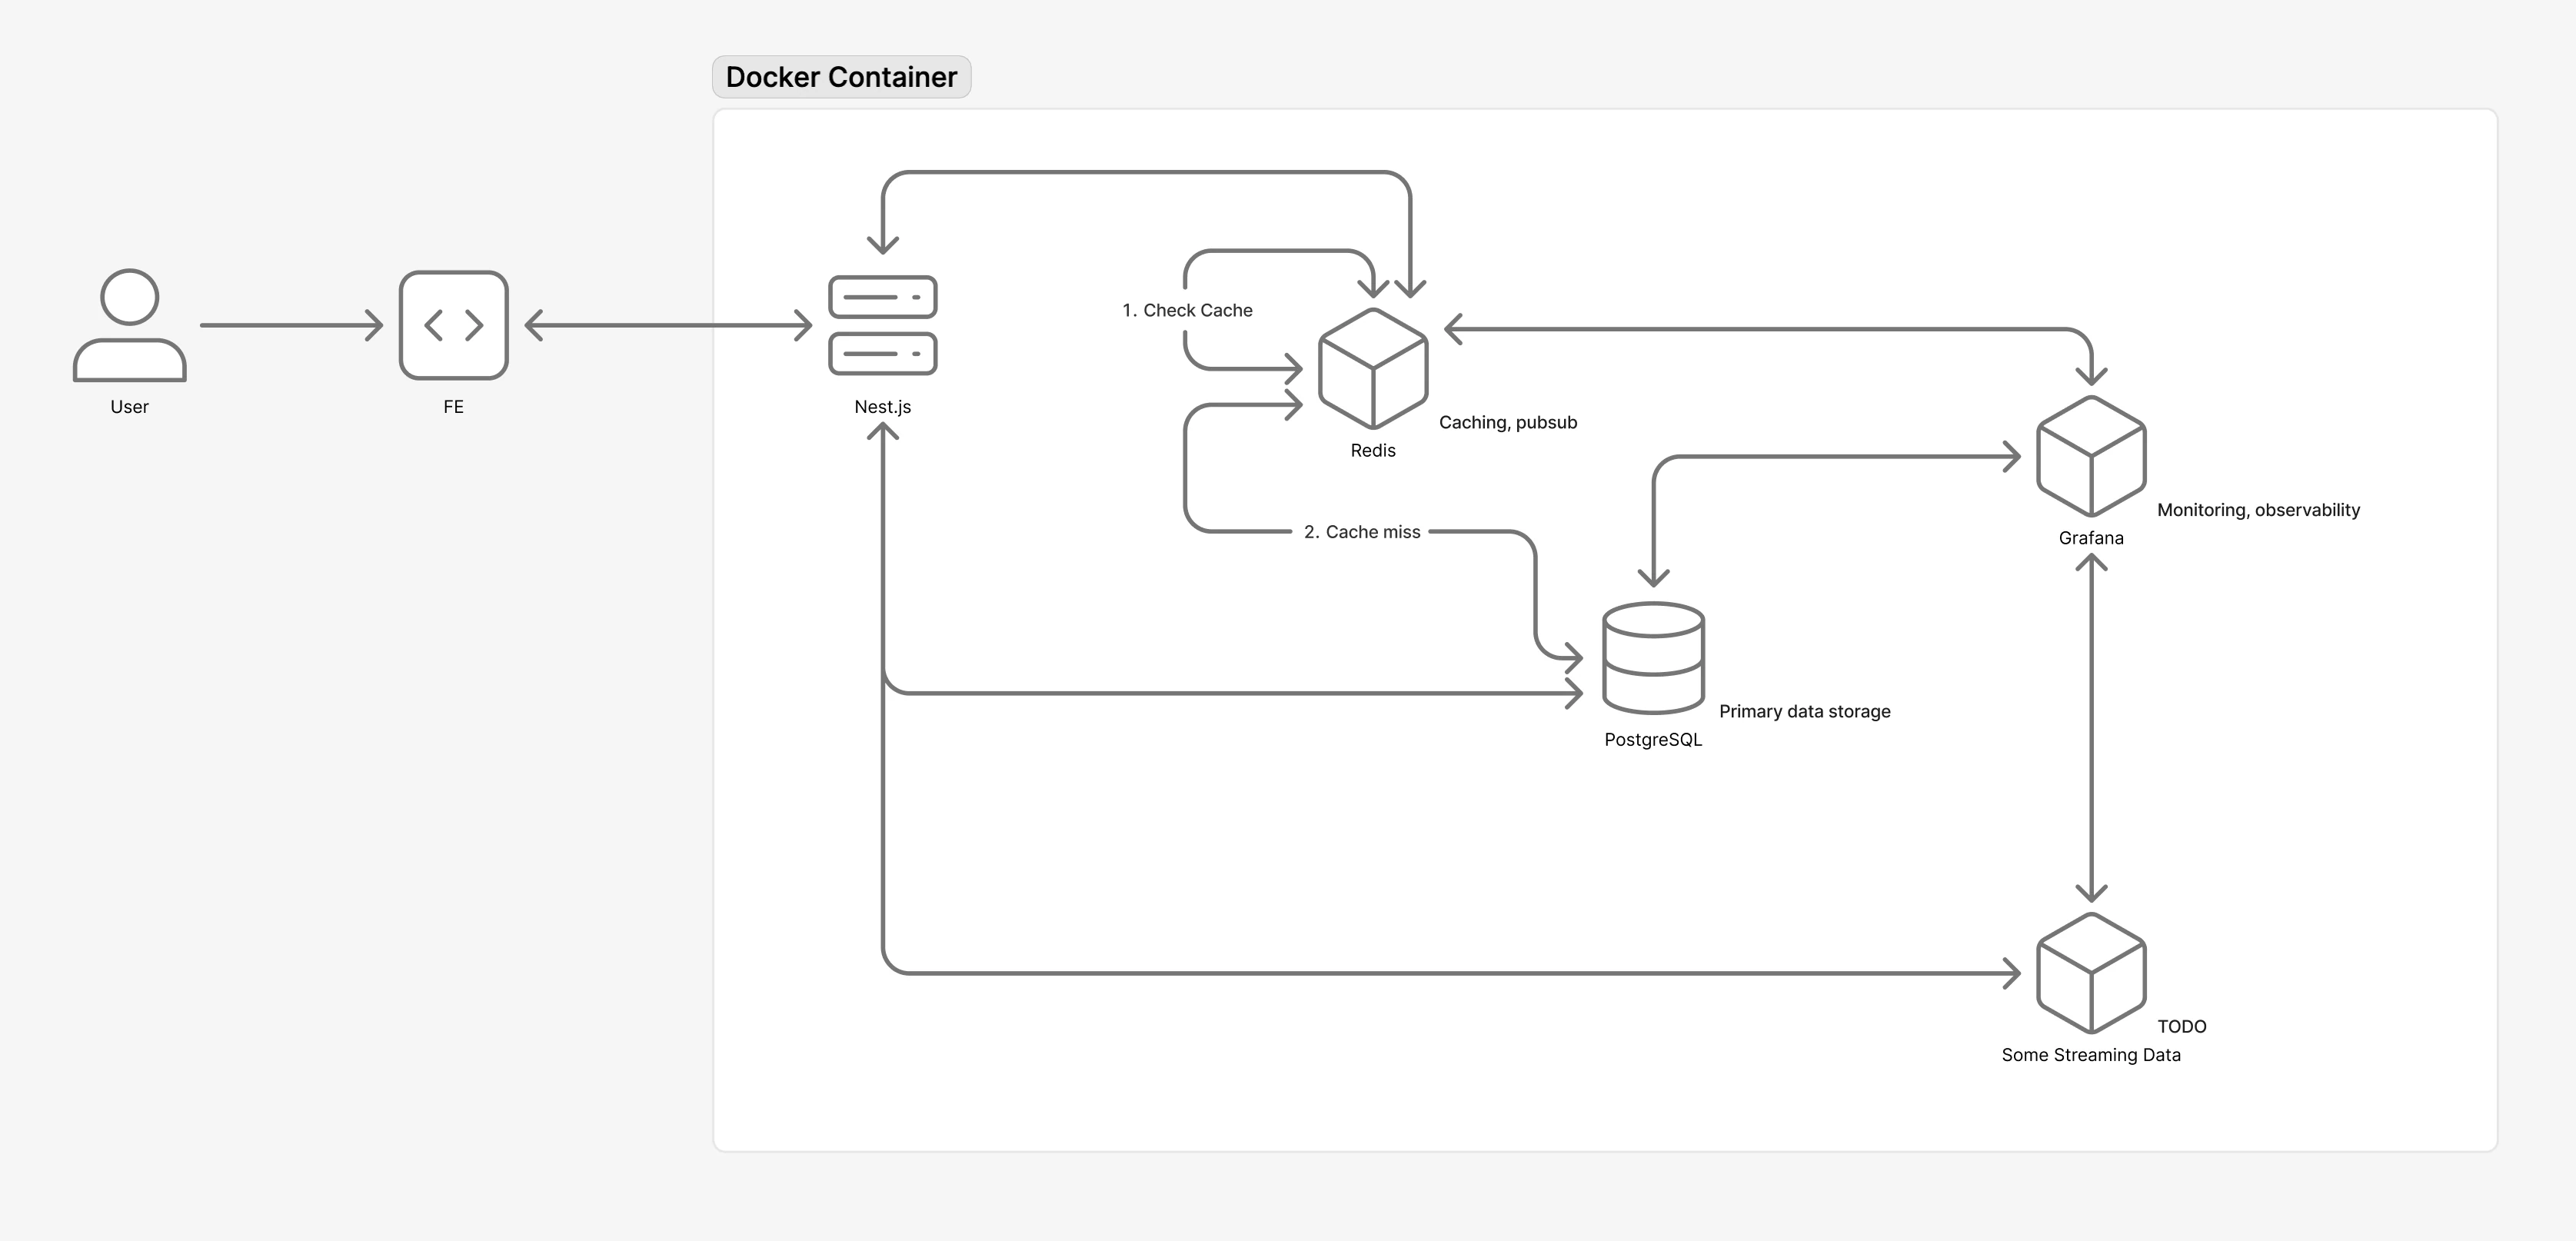 Docker Container
1. Check Cache
User
FE
Nest.js
Caching, pubsub
Redis
Monitoring, observability
2. Cache miss
Grafana
Primary data storage
PostgreSQL
TODO
Some Streaming Data